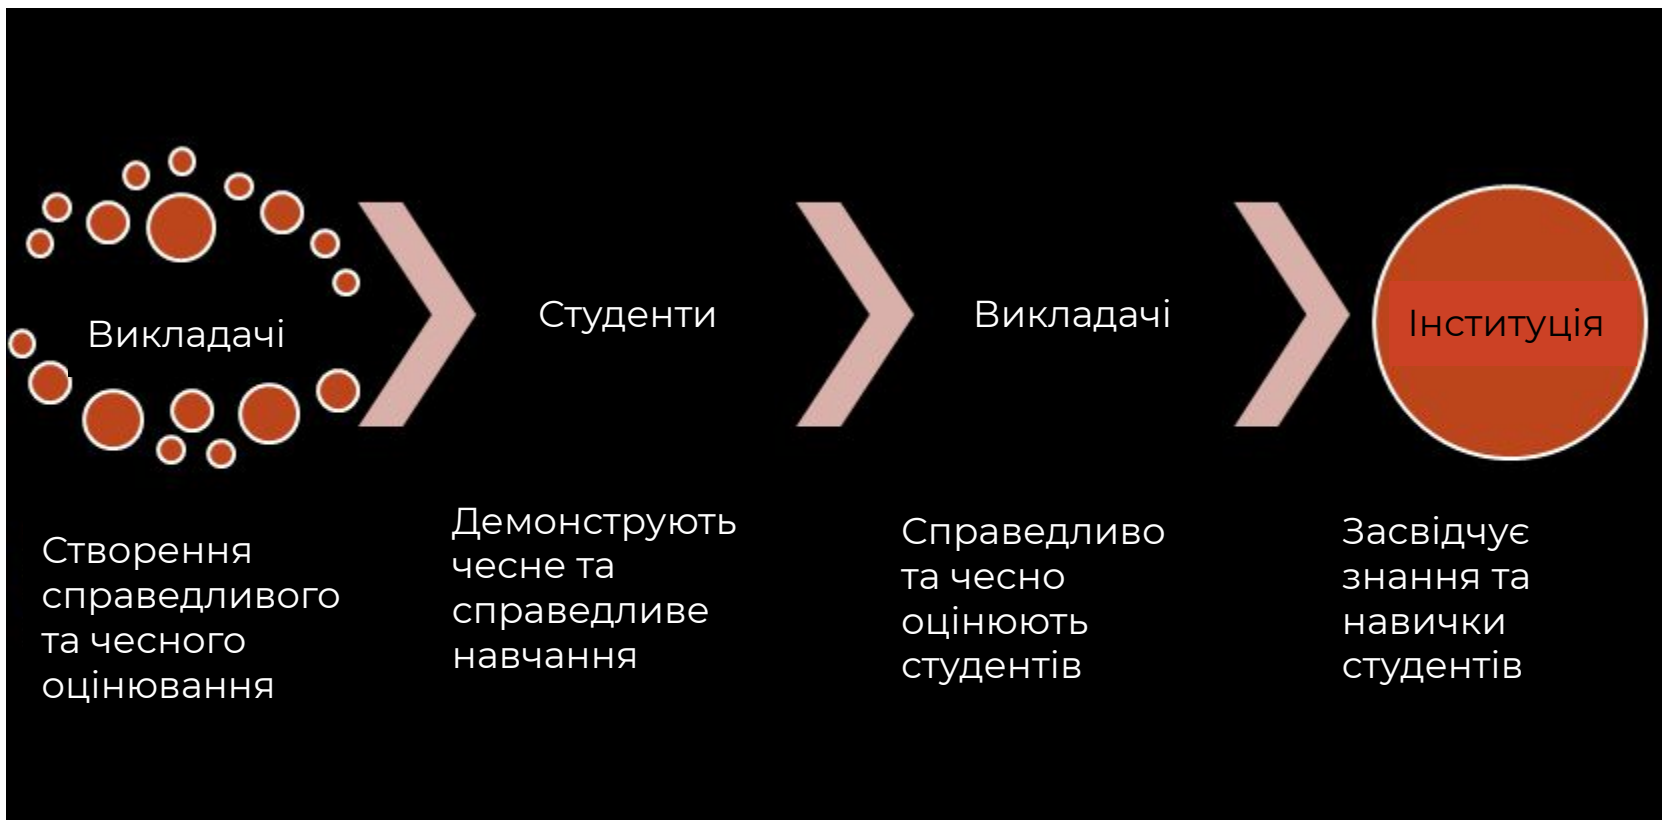 Викладачі
Студенти
Викладачі
Інституція
Створення
справедливого
та чесного
оцінювання
Демонструють
чесне та
справедливе
навчання
Справедливо
та чесно
оцінюють
студентів
Засвідчує
знання та
навички
студентів